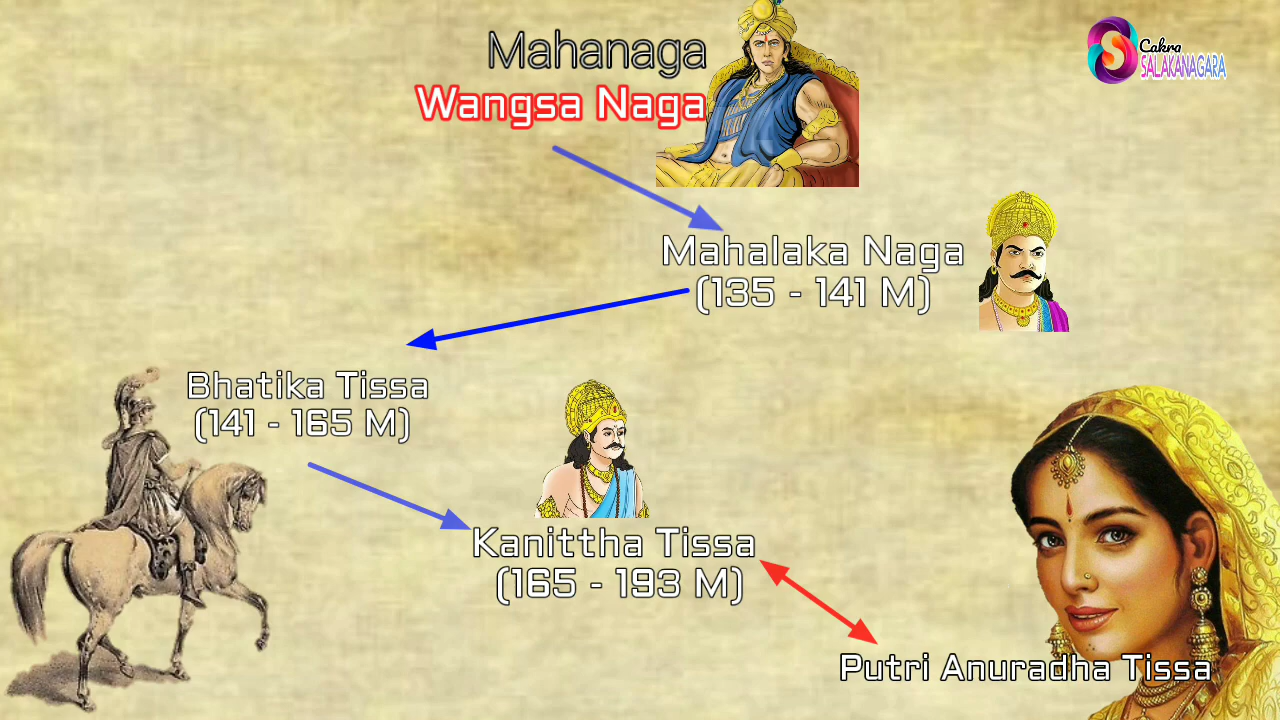 Mahanaga
Wangsa Naga
Cakra
SALAKANAGARA
Mahalaka Naga
(135 - 141 M)
Bhatika Tissa
(141 - 165 M)
Kanittha Tissa
(165 - 193 M)
Putri Anuradha Tissa